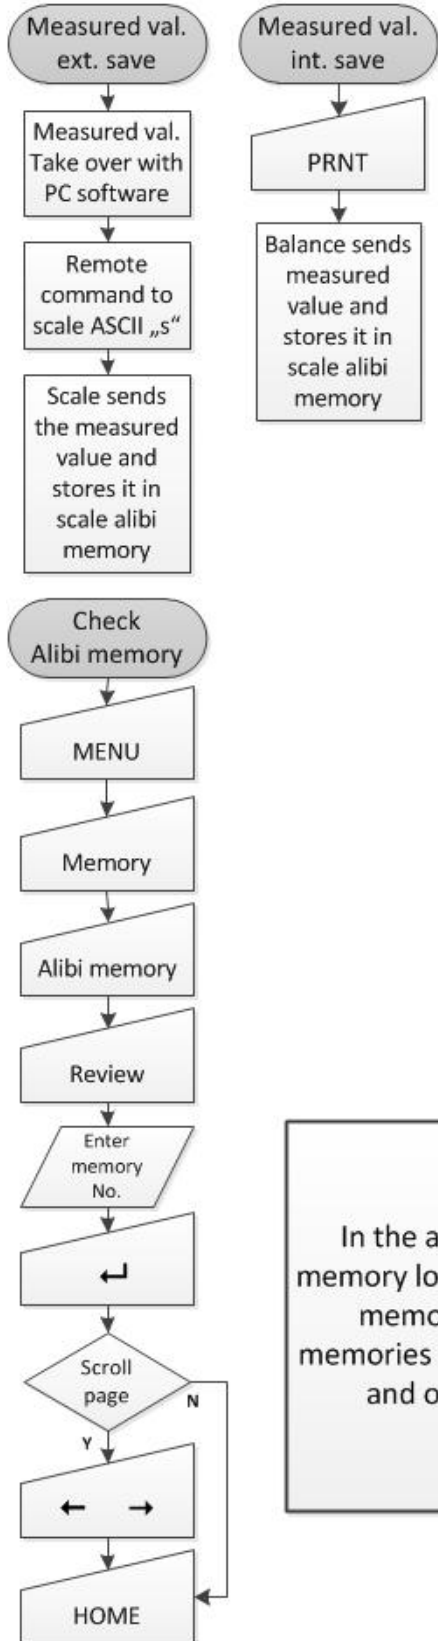 Measured val.
ext. save
Measured val.
Take over with
PC software
Remote
command to
scale ASCII „s“
Scale sends
the measured
value and
stores it in
scale alibi
memory
Measured val.
int. save
PRNT
Balance sends
measured
value and
stores it in
scale alibi
memory
Check
Alibi memory
MENU
Memory
Alibi memory
Review
Enter
memory
No.
↵
Scroll
page
N
Y
← →
HOME
In the a
memory lo
memo
memories
and o